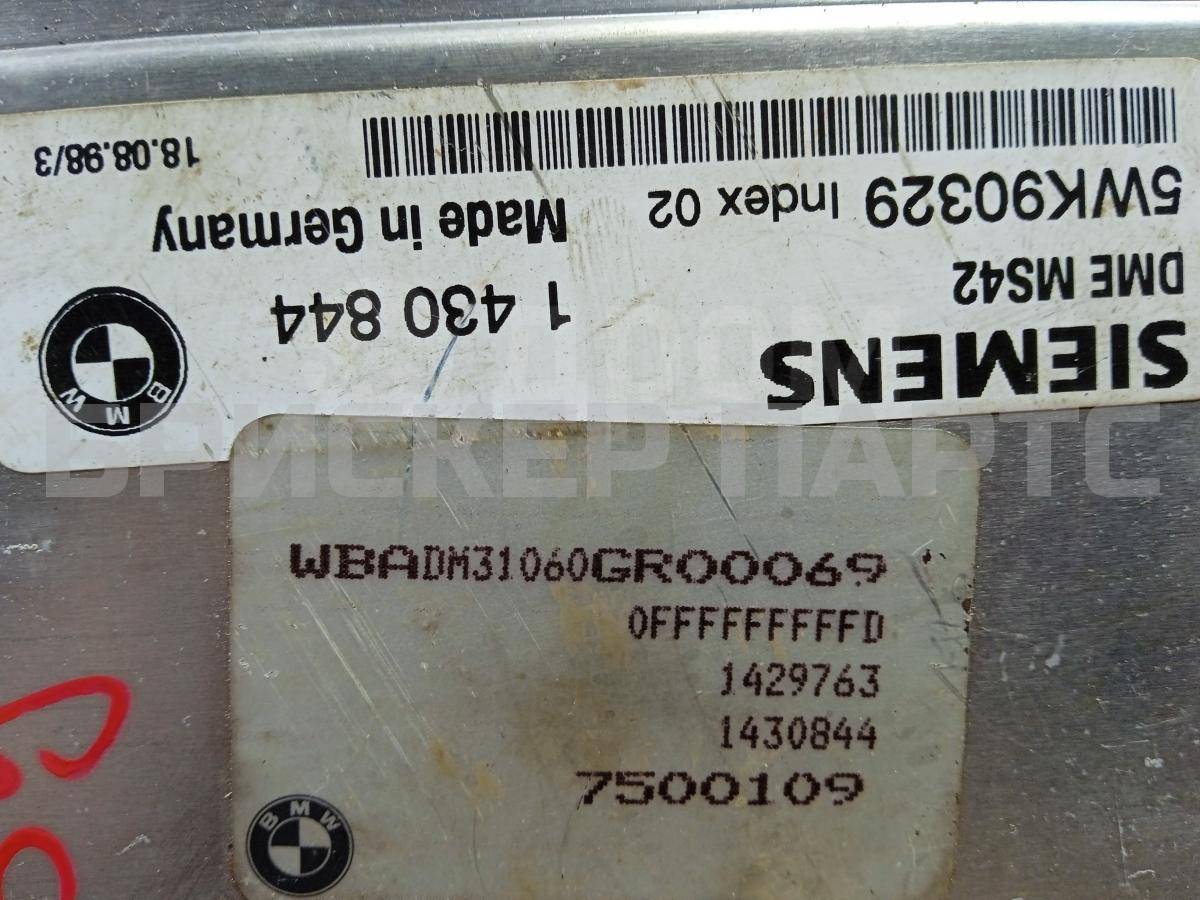 SIEMENS
DME MS42
5WK90329 Index 02
1 430 844
Made in Germany
18.08.98/3
BMW
WBADM31060GR00069
0FFFFFFFFFFD
1429763
1430844
7500109
BMW
БРИСКЕР ПАРТС